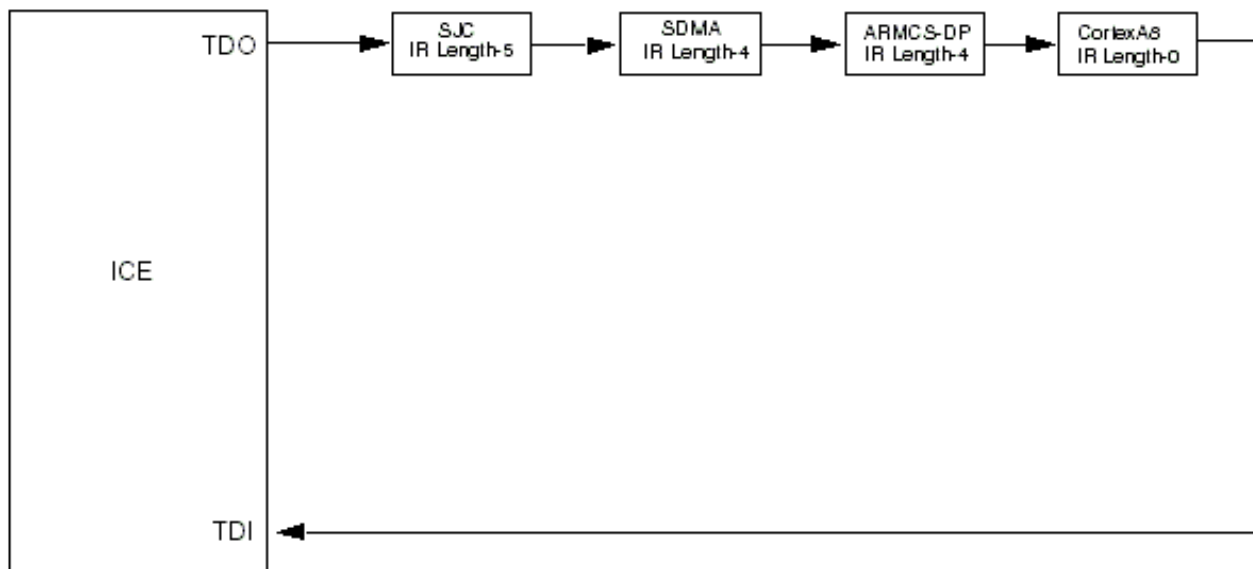 TDO
SJC
IR Length-5
SDMA
IR Length-4
ARMCS-DP
IR Length-4
CortexA8
IR Length-0
ICE
TDI